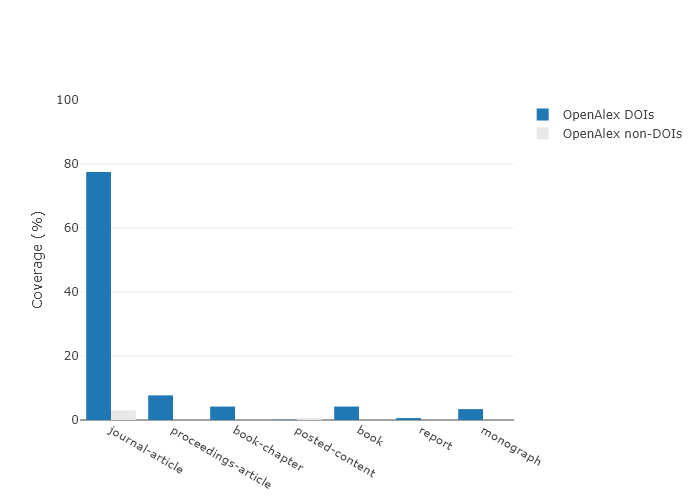 100
80
60
40
20
0
Coverage (%)
journal-article
proceedings-article
book-chapter
posted-content
book
report
monograph
OpenAlex DOIs
OpenAlex non-DOIs